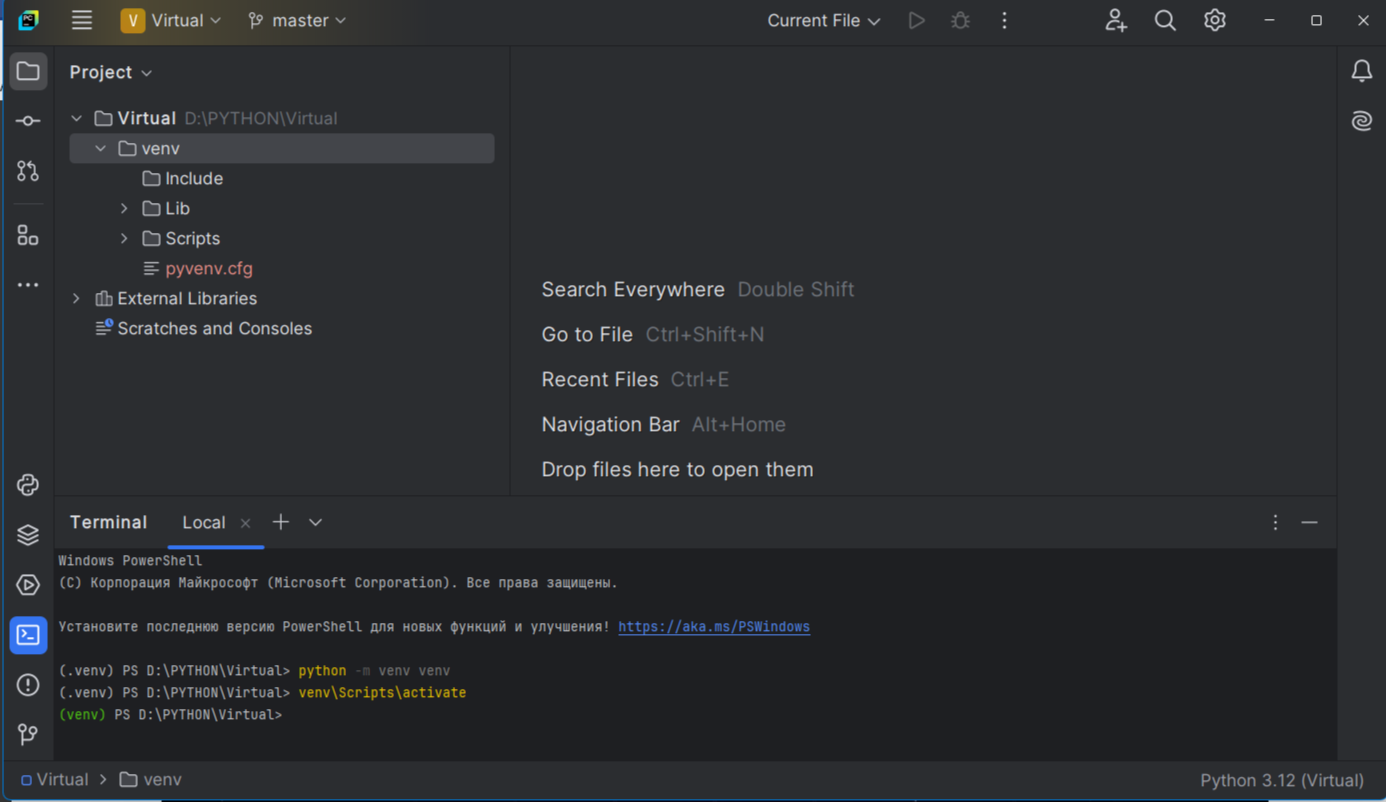 V Virtual master Current File
Project
Virtual D:\PYTHON\Virtual
venv
Include
Lib
Scripts
pyvenv.cfg
External Libraries
Scratches and Consoles
Search Everywhere Double Shift
Go to File Ctrl+Shift+N
Recent Files Ctrl+E
Navigation Bar Alt+Home
Drop files here to open them
Terminal Local
Windows PowerShell
(C) Корпорация Майкрософт (Microsoft Corporation). Все права защищены.
Установите последнюю версию PowerShell для новых функций и улучшения! https://aka.ms/PSWindows
(.venv) PS D:\PYTHON\Virtual> python -m venv venv
(.venv) PS D:\PYTHON\Virtual> venv\Scripts\activate
(venv) PS D:\PYTHON\Virtual>
Virtual > venv Python 3.12 (Virtual)